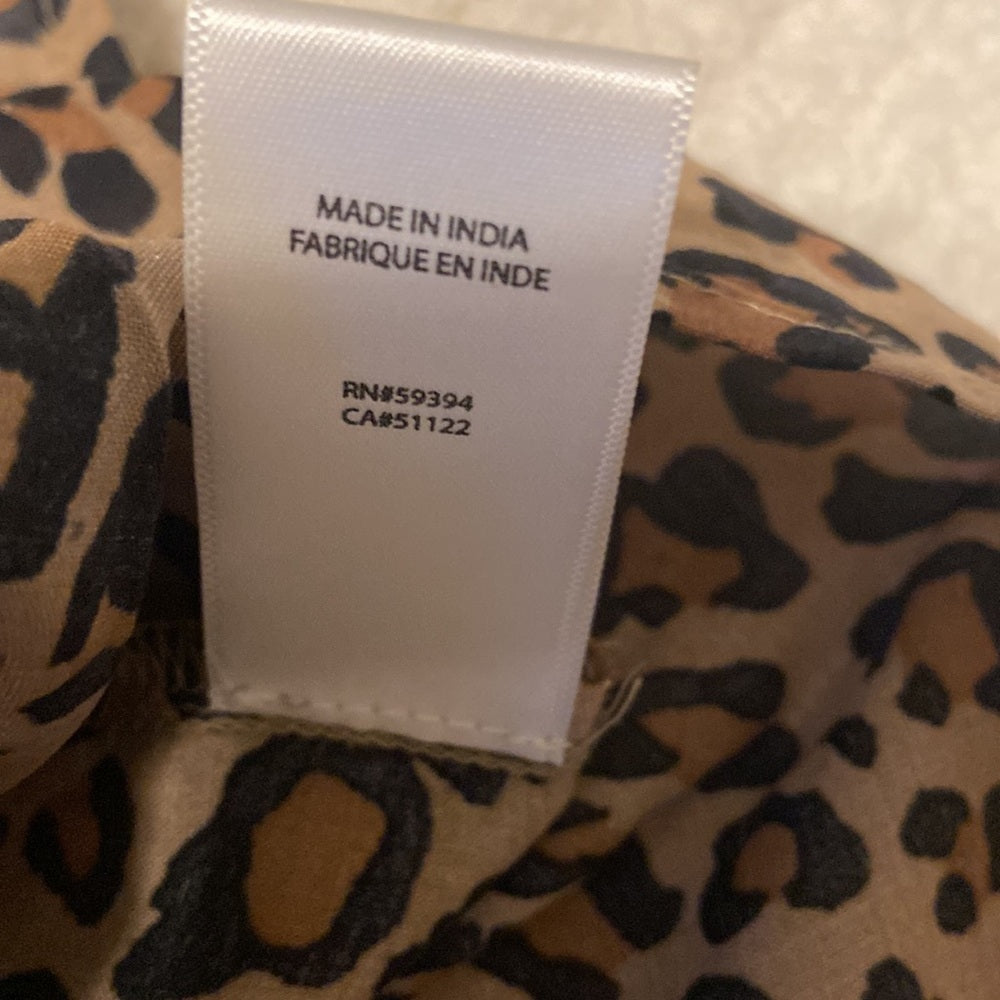 MADE IN INDIA
FABRIQUE EN INDE
RN#59394
CA#51122